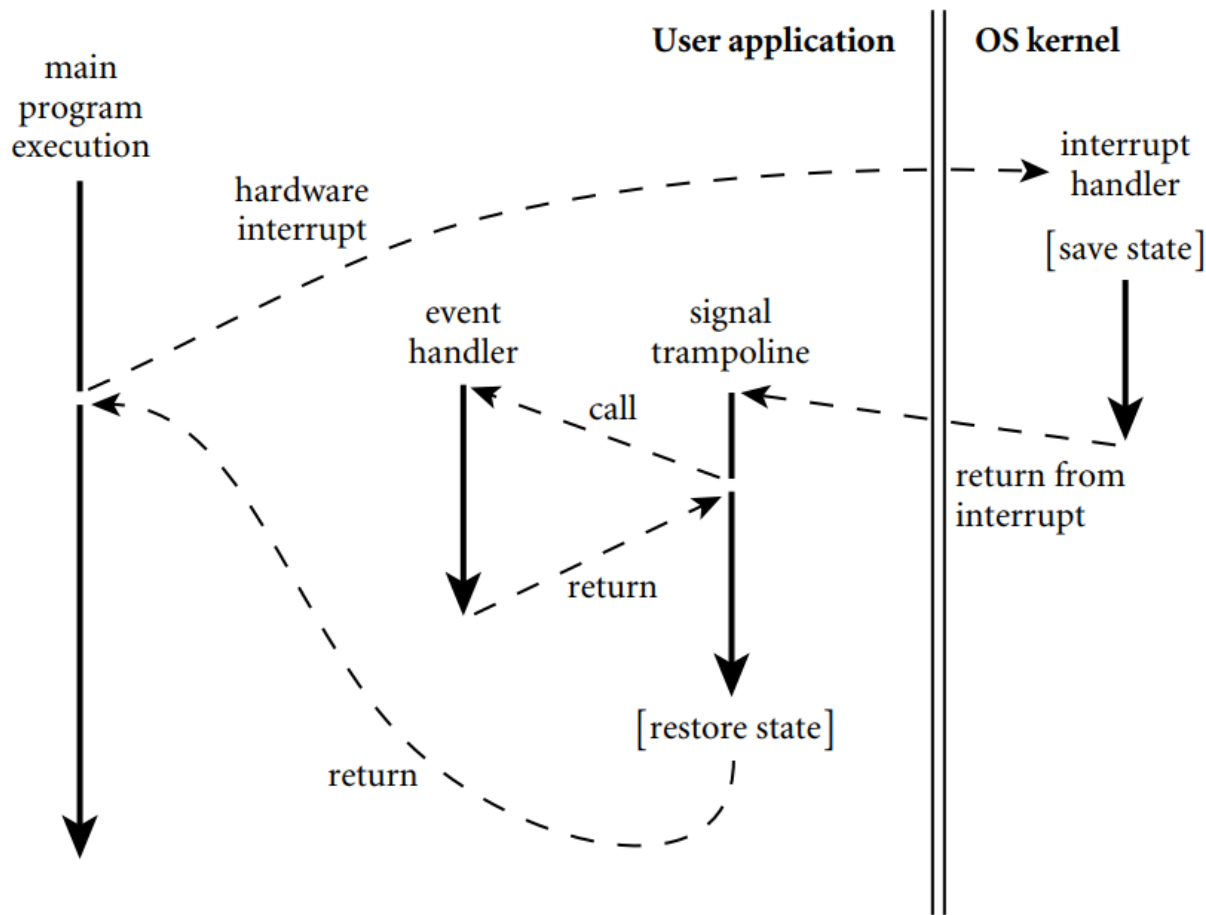 User application
OS kernel
main
program
execution
hardware
interrupt
interrupt
handler
[save state]
event
handler
signal
trampoline
call
return from
interrupt
return
[restore state]
return